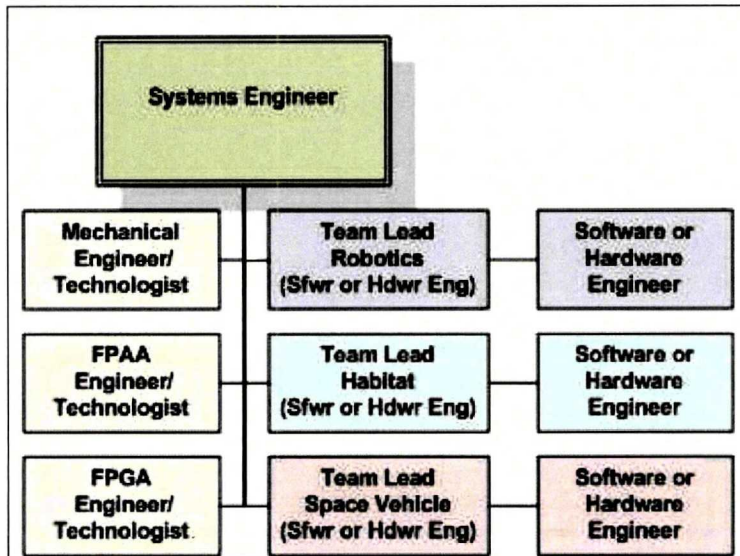 Systems Engineer
Mechanical
Engineer/
Technologist
Team Lead
Robotics
(Sfwr or Hdwr Eng)
Software or
Hardware
Engineer
FPAA
Engineer/
Technologist
Team Lead
Habitat
(Sfwr or Hdwr Eng)
Software or
Hardware
Engineer
FPGA
Engineer/
Technologist.
Team Lead
Space Vehicle
(Sfwr or Hdwr Eng)
Software or
Hardware
Engineer